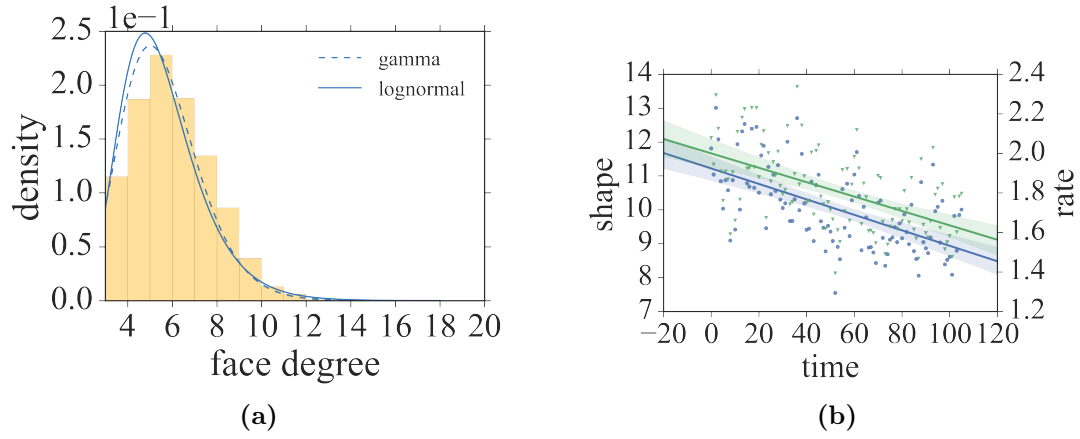 1e−1
2.5
2.0
1.5
1.0
0.5
0.0
density
gamma
lognormal
4 6 8 10 12 14 16 18 20
face degree
(a)
14
13
12
11
10
9
8
7
shape
2.4
2.2
2.0
1.8
1.6
1.4
1.2
rate
−20 0 20 40 60 80 100 120
time
(b)